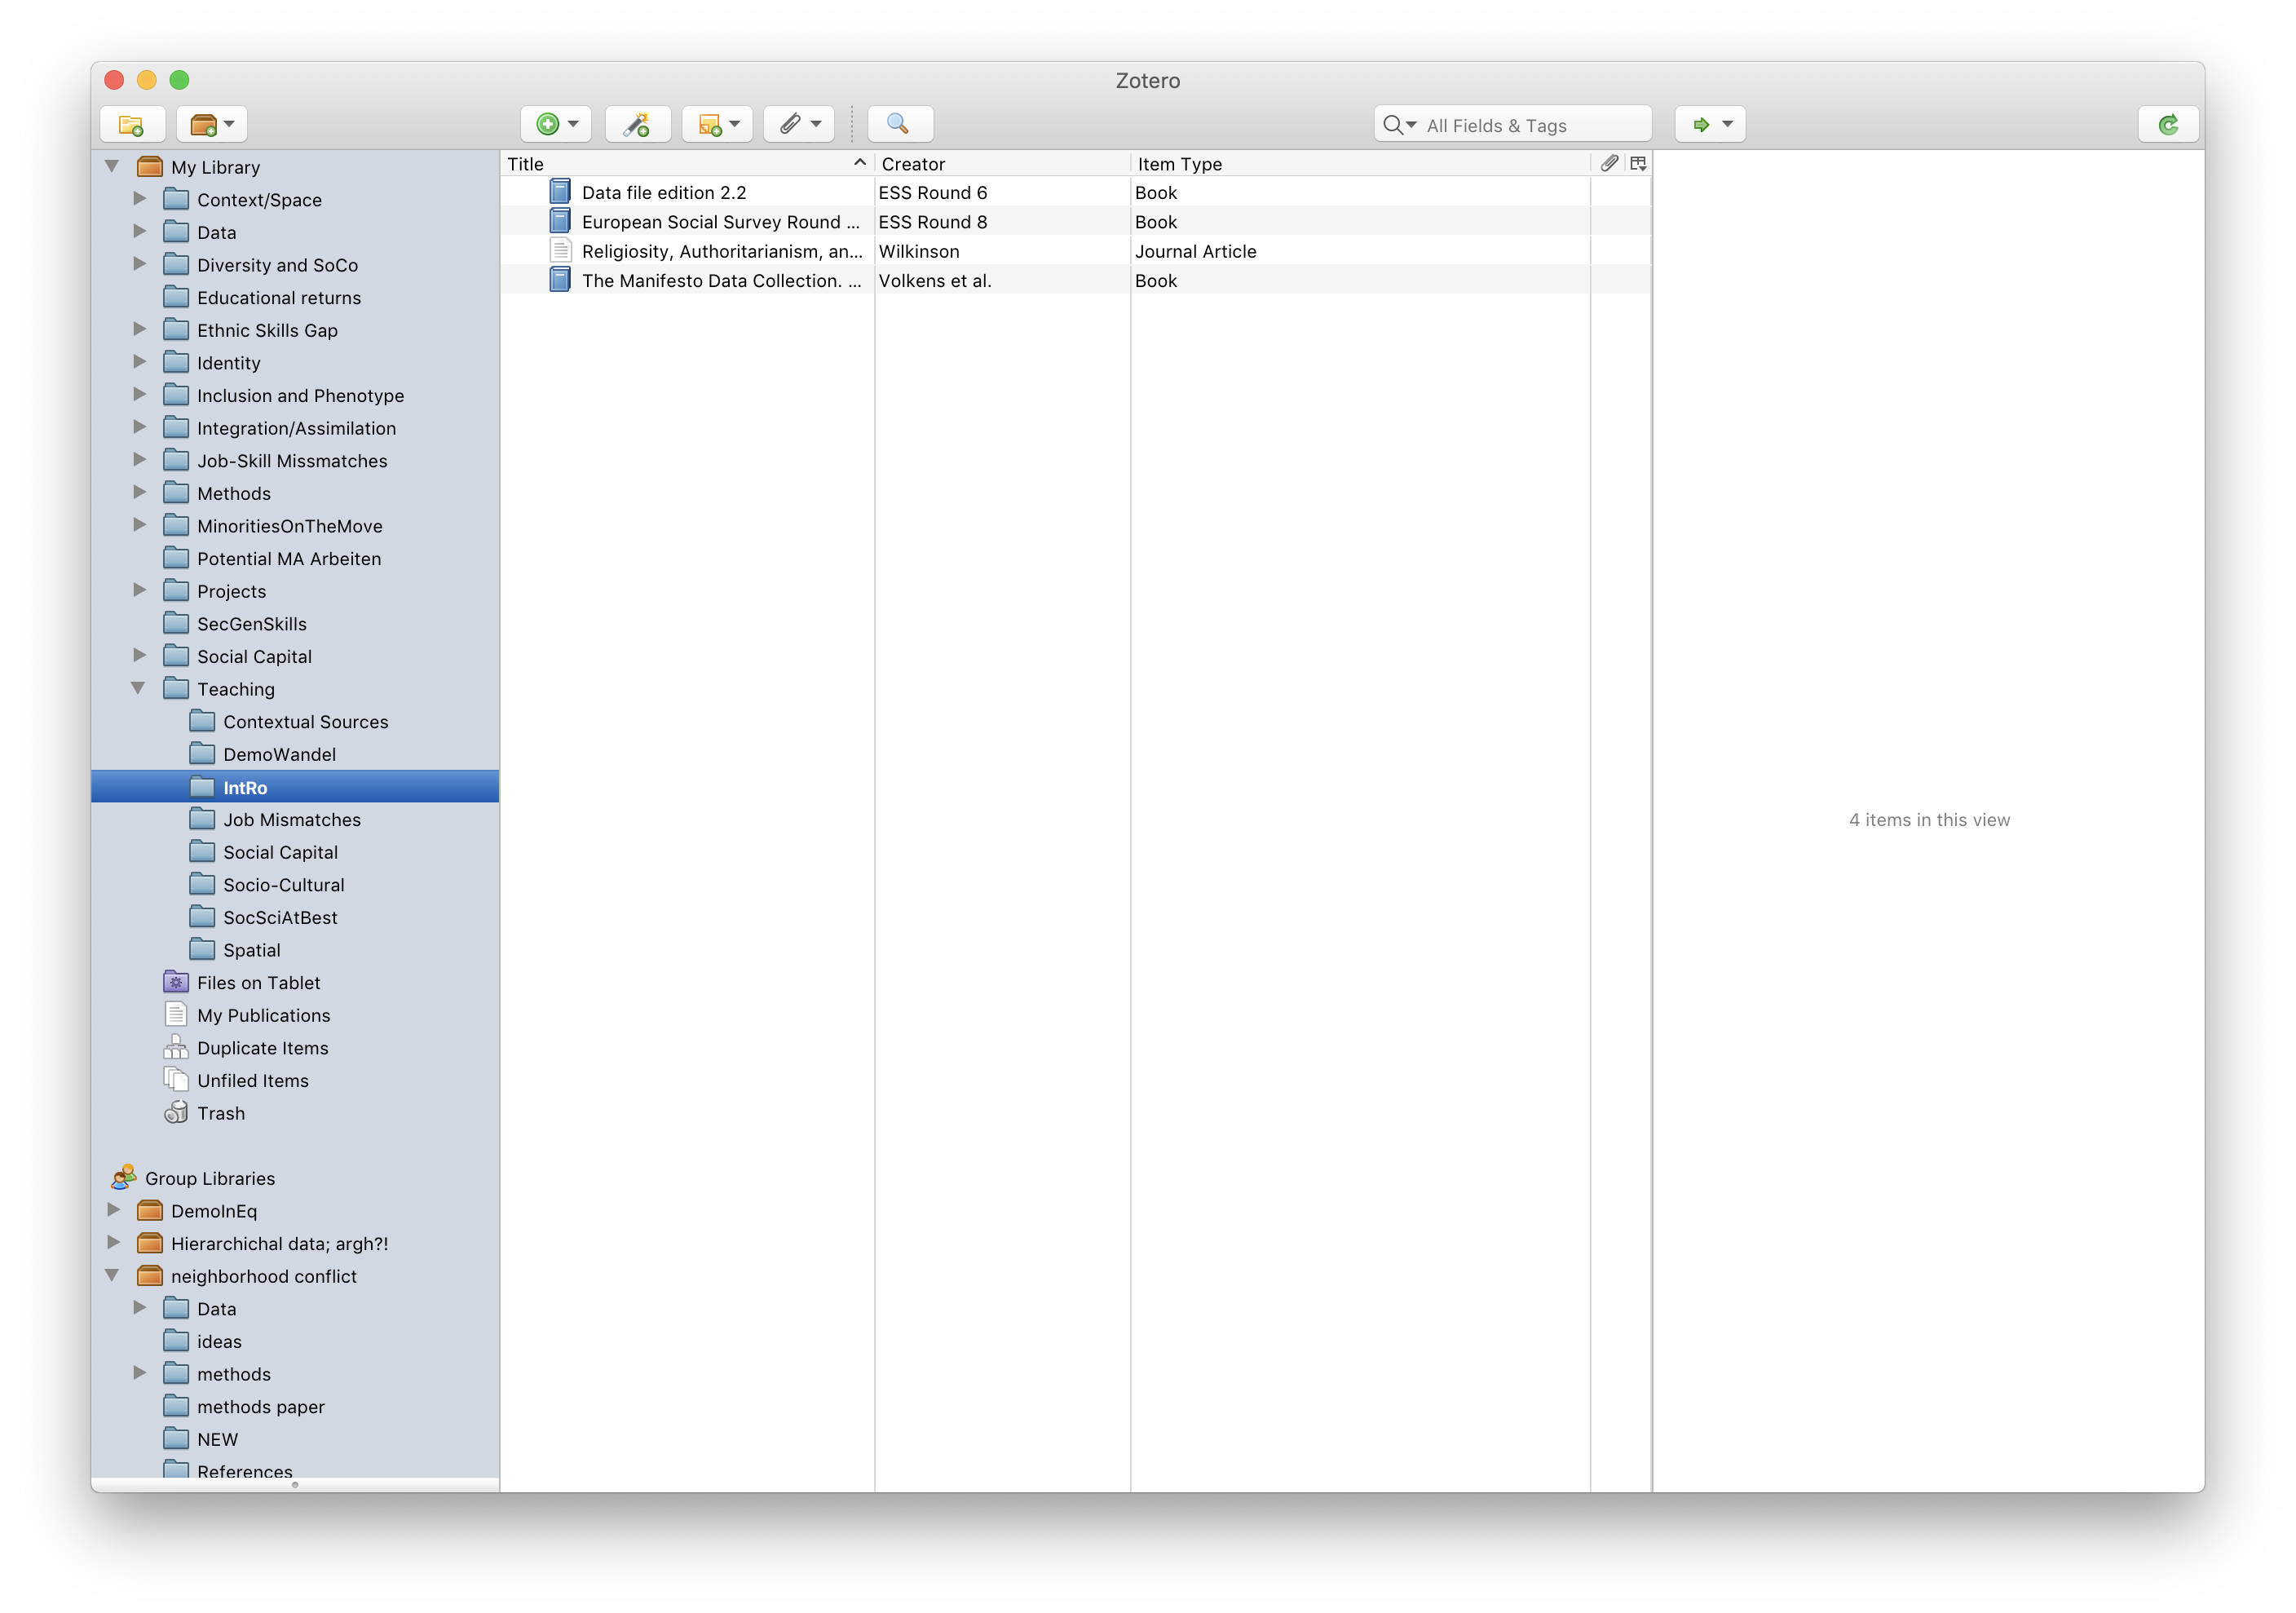 Zotero
All Fields & Tags
My Library
Context/Space
Data
Diversity and SoCo
Educational returns
Ethnic Skills Gap
Identity
Inclusion and Phenotype
Integration/Assimilation
Job-Skill Missmatches
Methods
MinoritiesOnTheMove
Potential MA Arbeiten
Projects
SecGenSkills
Social Capital
Teaching
Contextual Sources
DemoWandel
IntRo
Job Mismatches
Social Capital
Socio-Cultural
SocSciAtBest
Spatial
Files on Tablet
My Publications
Duplicate Items
Unfiled Items
Trash
Group Libraries
DemoInEq
Hierarchichal data; argh?!
neighborhood conflict
Data
ideas
methods
methods paper
NEW
References
Title Creator Item Type
Data file edition 2.2 ESS Round 6 Book
European Social Survey Round ... ESS Round 8 Book
Religiosity, Authoritarianism, an... Wilkinson Journal Article
The Manifesto Data Collection. ... Volkens et al. Book
4 items in this view